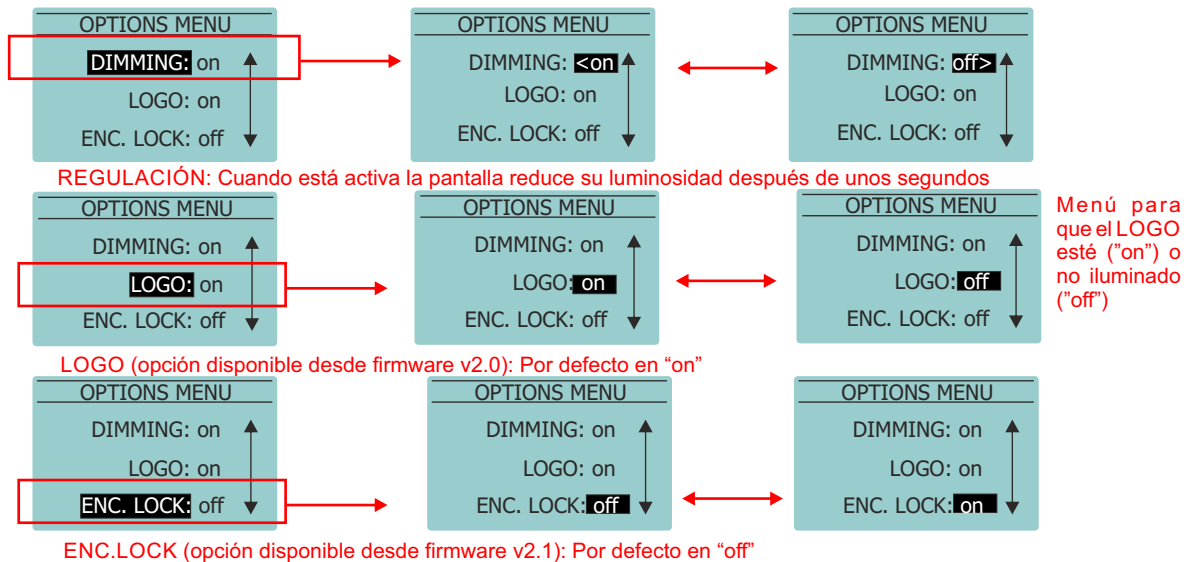 OPTIONS MENU
DIMMING: on
LOGO: on
ENC. LOCK: off
OPTIONS MENU
DIMMING: <on
LOGO: on
ENC. LOCK: off
OPTIONS MENU
DIMMING: off>
LOGO: on
ENC. LOCK: off
REGULACIÓN: Cuando está activa la pantalla reduce su luminosidad después de unos segundos
OPTIONS MENU
DIMMING: on
LOGO: on
ENC. LOCK: off
OPTIONS MENU
DIMMING: on
LOGO: on
ENC. LOCK: off
OPTIONS MENU
DIMMING: on
LOGO: off
ENC. LOCK: off
Menú para
que el LOGO
esté ("on") o
no iluminado
("off")
LOGO (opción disponible desde firmware v2.0): Por defecto en “on”
OPTIONS MENU
DIMMING: on
LOGO: on
ENC. LOCK: off
OPTIONS MENU
DIMMING: on
LOGO: on
ENC. LOCK: off
OPTIONS MENU
DIMMING: on
LOGO: on
ENC. LOCK: on
ENC.LOCK (opción disponible desde firmware v2.1): Por defecto en “off”